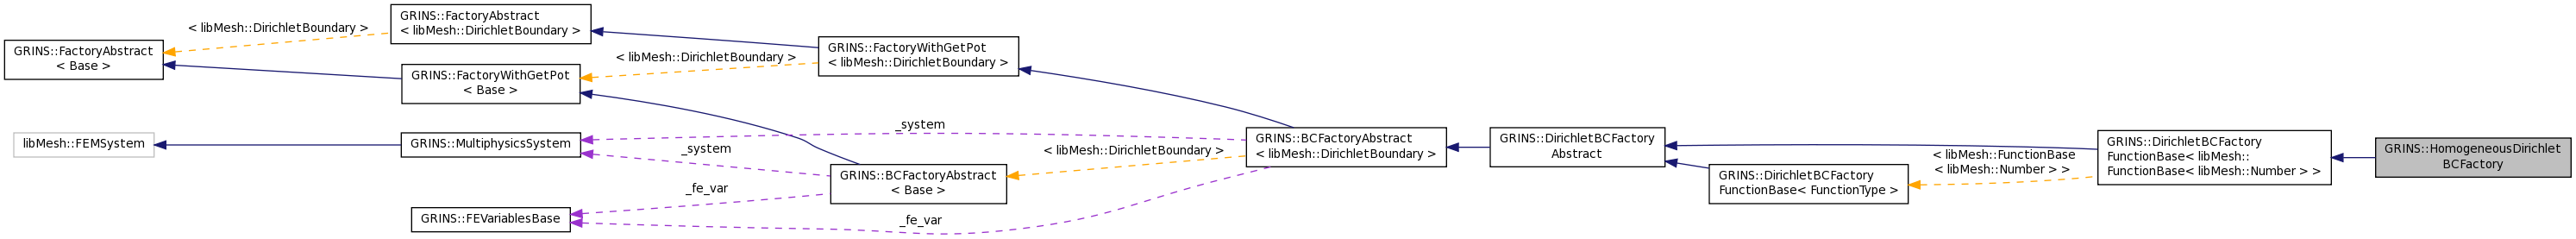 GRINS::FactoryAbstract
< Base >
< libMesh::DirichletBoundary >
GRINS::FactoryAbstract
< libMesh::DirichletBoundary >
GRINS::FactoryWithGetPot
< Base >
< libMesh::DirichletBoundary >
GRINS::FactoryWithGetPot
< libMesh::DirichletBoundary >
libMesh::FEMSystem
GRINS::MultiphysicsSystem
_system
_system
GRINS::BCFactoryAbstract
< Base >
_fe_var
GRINS::FEVariablesBase
_fe_var
< libMesh::DirichletBoundary >
GRINS::BCFactoryAbstract
< libMesh::DirichletBoundary >
GRINS::DirichletBCFactory
Abstract
GRINS::DirichletBCFactory
FunctionBase< FunctionType >
< libMesh::FunctionBase
< libMesh::Number > >
GRINS::DirichletBCFactory
FunctionBase< libMesh::
FunctionBase< libMesh::Number > >
GRINS::HomogeneousDirichlet
BCFactory